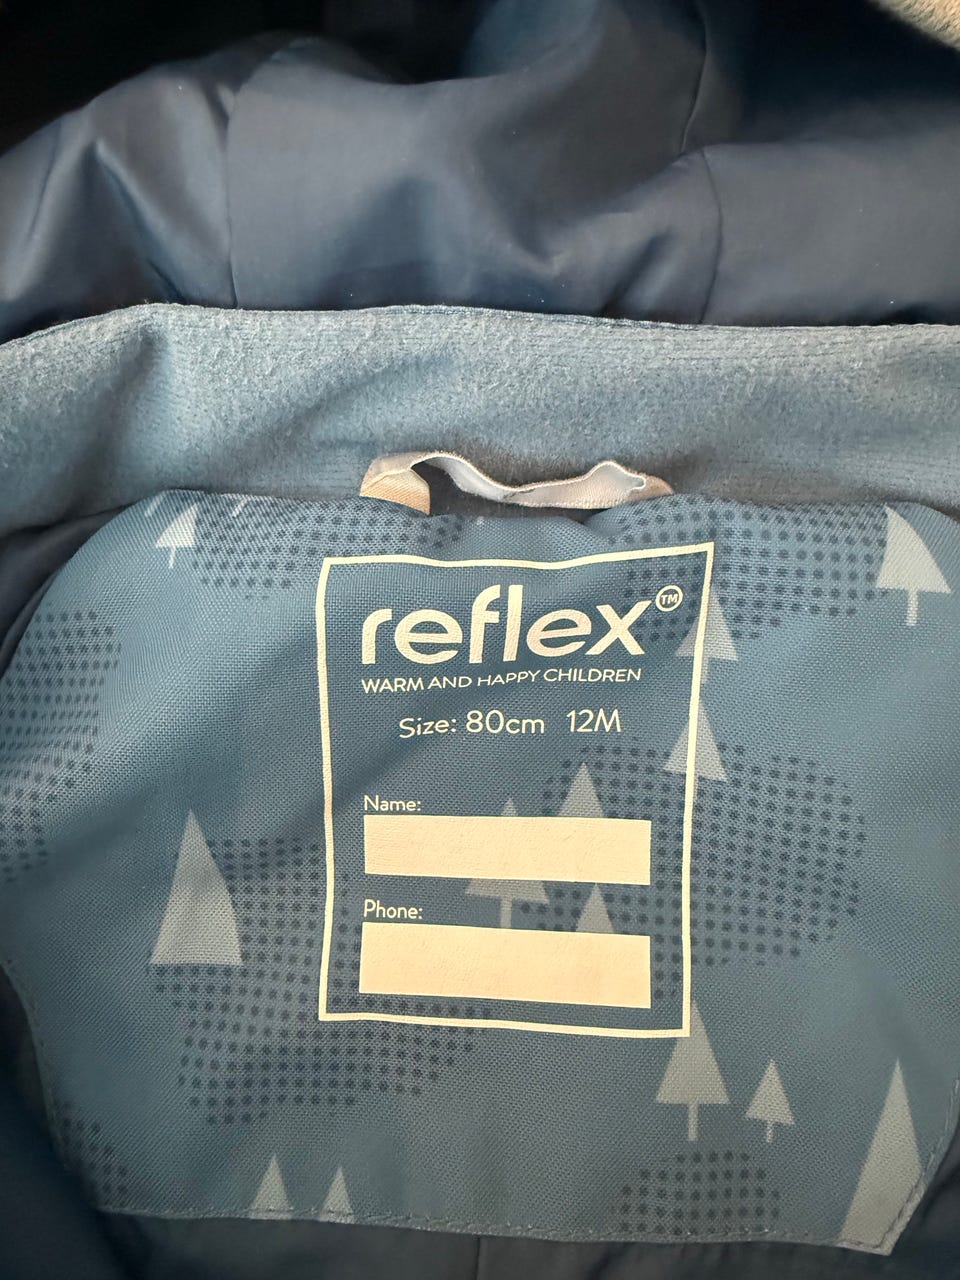 reflex™
WARM AND HAPPY CHILDREN
Size: 80cm 12M
Name:
Phone: